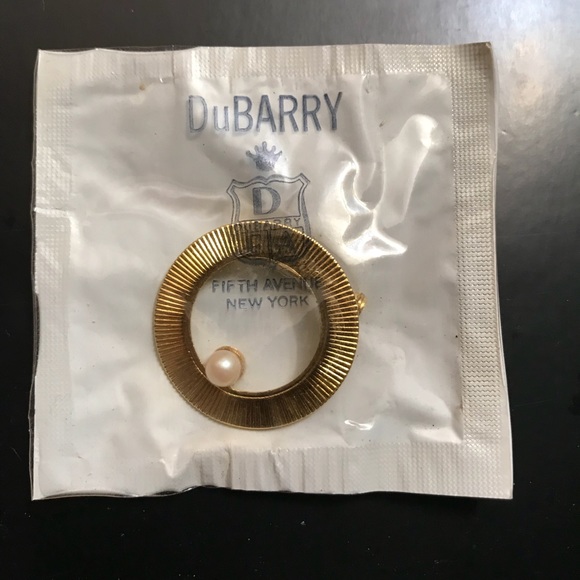 DuBARRY
D
FIFTH AVENUE
NEW YORK